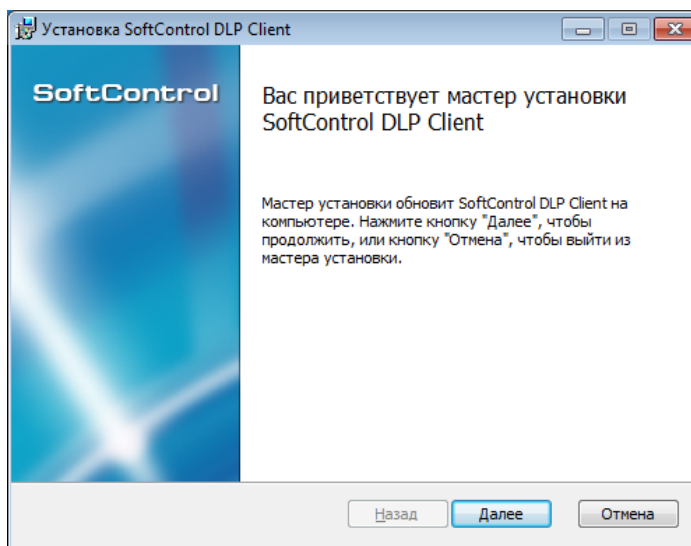 Установка SoftControl DLP Client
SoftControl
Вас приветствует мастер установки
SoftControl DLP Client
Мастер установки обновит SoftControl DLP Client на
компьютере. Нажмите кнопку "Далее", чтобы
продолжить, или кнопку "Отмена", чтобы выйти из
мастера установки.
Назад
Далее
Отмена